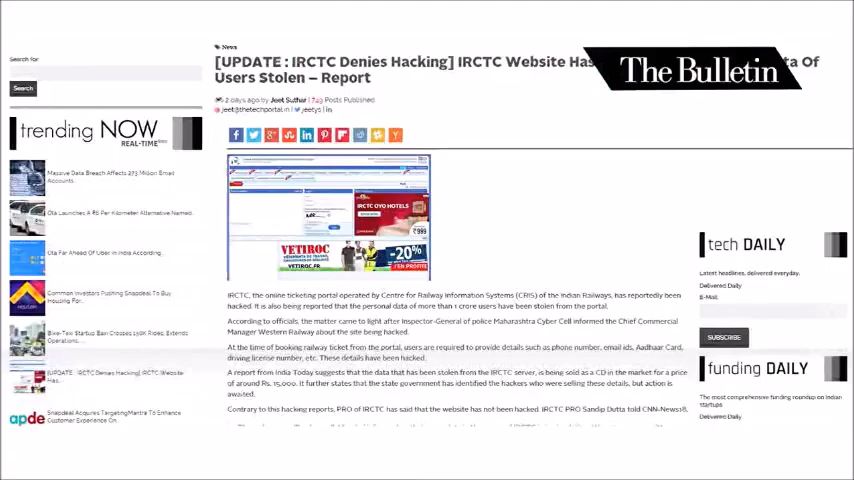 News
[UPDATE : IRCTC Denies Hacking] IRCTC Website Has
ta Of
Users Stolen – Report
The Bulletin
2 days ago by Jeet Suthar | 749 Posts Published
jeet@thetechportal.in | jeetys | in
Search for:
Search
trending NOW
REAL-TIME
Massive Data Breach Affects 273 Million Email
Accounts.
Ola Launches A ₹6 Per Kilometer Alternative Named.
Ola Far Ahead Of Uber in India According.
Common Investors Pushing Snapdeal To Buy
Housing For.
Bike-Taxi Startup Baxi Crosses 150K Rides, Extends
Operations.
[UPDATE : IRCTC Denies Hacking] IRCTC Website
Has.
apde
Snapdeal Acquires TargetingMantra To Enhance
Customer Experience On.
IRCTC OYO HOTELS
₹999
VETIROC
VETIROC.FR
-20%
IRCTC, the online ticketing portal operated by Centre for Railway Information Systems (CRIS) of the Indian Railways, has reportedly been
hacked. It is also being reported that the personal data of more than 1 crore users have been stolen from the portal.
According to officials, the matter came to light after Inspector-General of police Maharashtra Cyber Cell informed the Chief Commercial
Manager Western Railway about the site being hacked.
At the time of booking railway ticket from the portal, users are required to provide details such as phone number, email ids, Aadhaar Card,
driving license number, etc. These details have been hacked.
A report from India Today suggests that the data that has been stolen from the IRCTC server, is being sold as a CD in the market for a price
of around Rs. 15,000. It further states that the state government has identified the hackers who were selling these details, but action is
awaited.
Contrary to this hacking reports, PRO of IRCTC has said that the website has not been hacked. IRCTC PRO Sandip Dutta told CNN-News18,
tech DAILY
Latest headlines, delivered everyday.
Delivered Daily
E-Mail:
SUBSCRIBE
funding DAILY
The most comprehensive funding roundup on Indian
startups
Delivered Daily